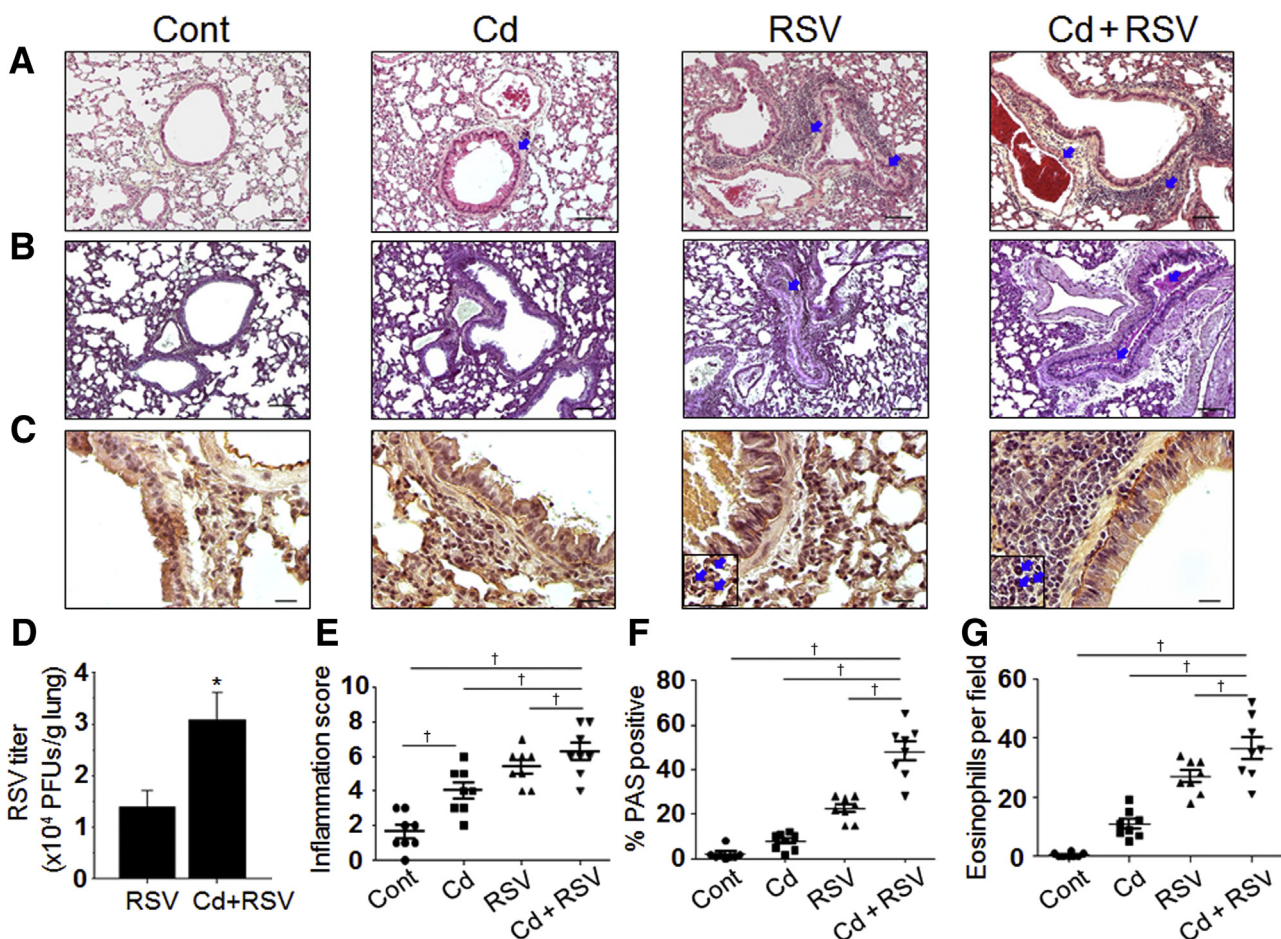 Cont Cd RSV Cd + RSV
A
B
C
D
RSV titer
(x10⁴ PFUs/g lung)
4
3
2
1
0
*
RSV Cd+RSV
E
Inflammation score
10
8
6
4
2
0
†
†
†
†
Cont Cd RSV Cd + RSV
F
% PAS positive
80
60
40
20
0
†
†
†
Cont Cd RSV Cd + RSV
G
Eosinophills per field
60
40
20
0
†
†
†
Cont Cd RSV Cd + RSV